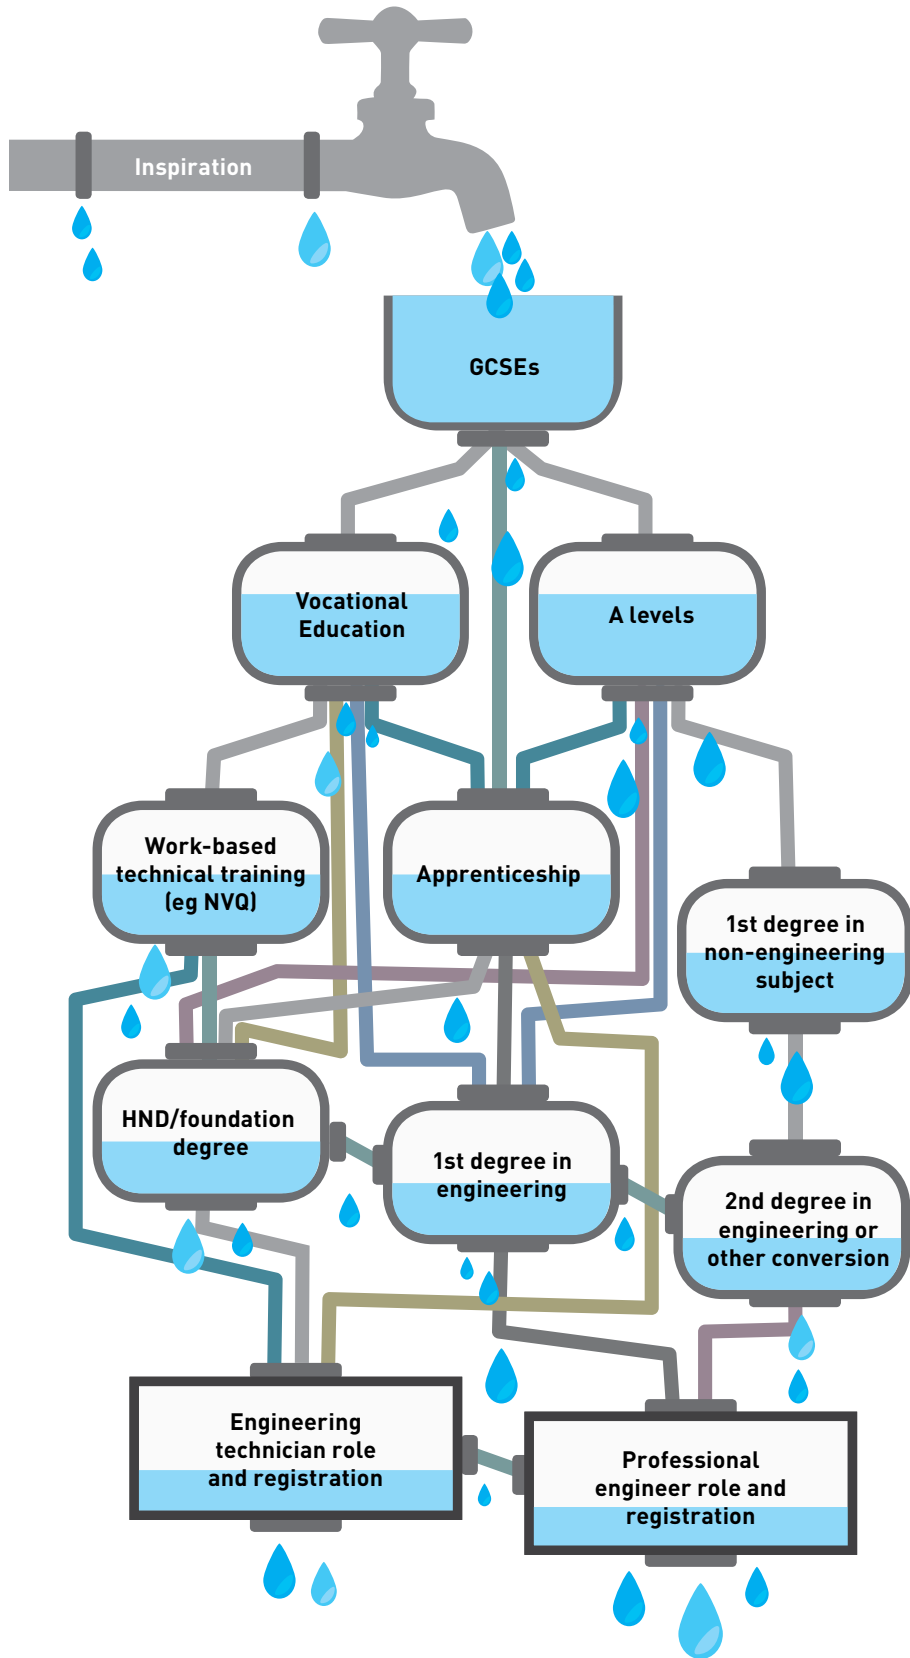 Inspiration
GCSEs
Vocational
Education
A levels
Work-based
technical training
(eg NVQ)
Apprenticeship
1st degree in
non-engineering
subject
HND/foundation
degree
1st degree in
engineering
2nd degree in
engineering or
other conversion
Engineering
technician role
and registration
Professional
engineer role and
registration